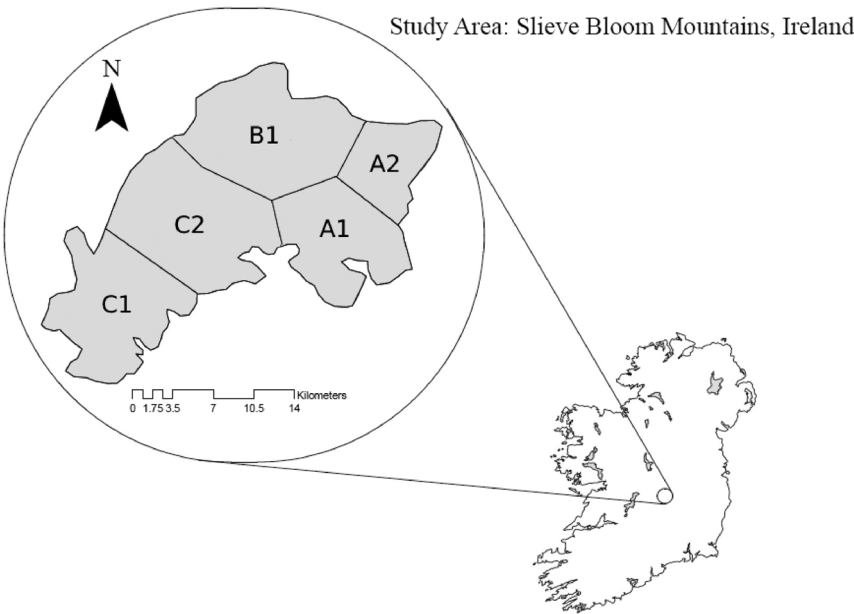 Study Area: Slieve Bloom Mountains, Ireland
N
B1
A2
C2
A1
C1
Kilometers
0 1.75 3.5 7 10.5 14